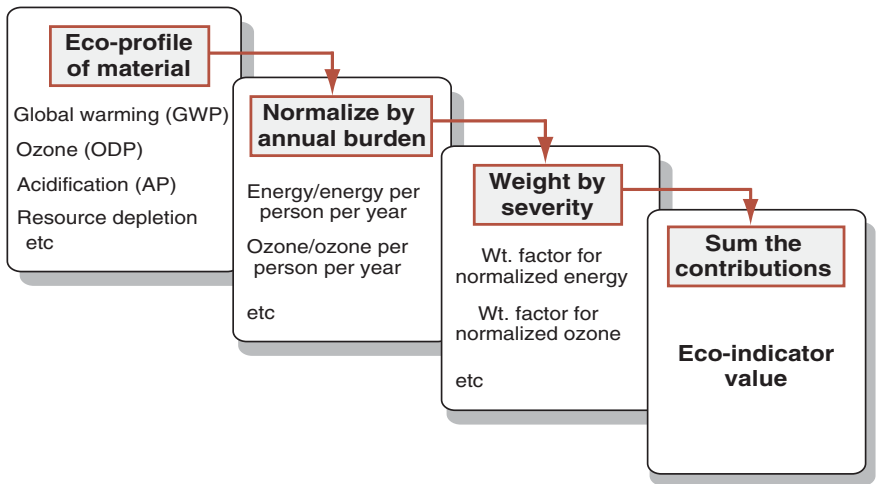 Eco-profile
of material
Global warming (GWP)
Ozone (ODP)
Acidification (AP)
Resource depletion
etc
Normalize by
annual burden
Energy/energy per
person per year
Ozone/ozone per
person per year
etc
Weight by
severity
Wt. factor for
normalized energy
Wt. factor for
normalized ozone
etc
Sum the
contributions
Eco-indicator
value